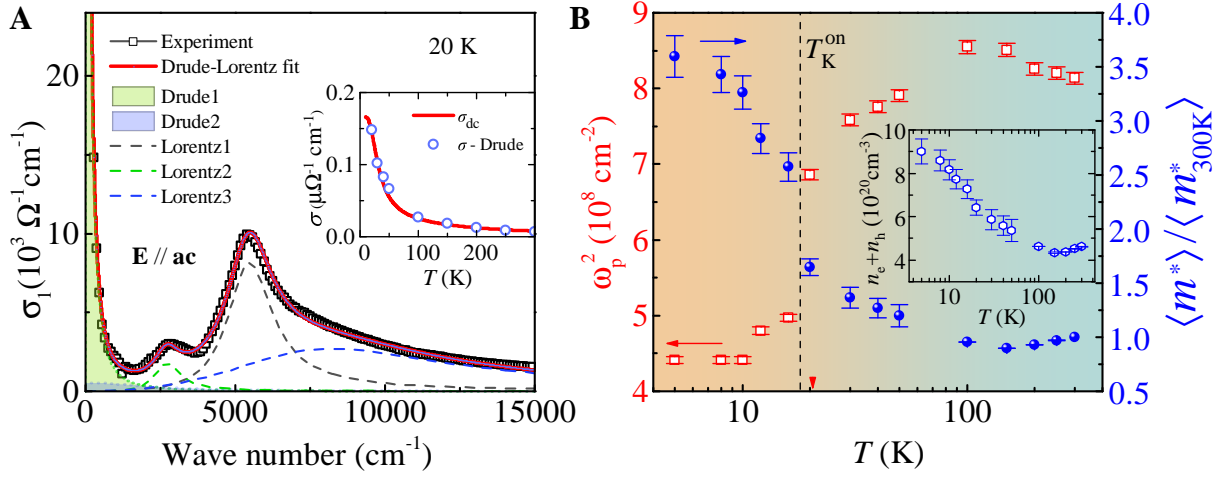 A
20 K
Experiment
Drude-Lorentz fit
Drude1
Drude2
Lorentz1
Lorentz2
Lorentz3
E // ac
σ₁(10³ Ω⁻¹cm⁻¹)
20
10
0
0 5000 10000 15000
Wave number (cm⁻¹)
σ (μΩ⁻¹ cm⁻¹)
0.2
0.1
0.0
σ_dc
σ - Drude
0 100 200
T (K)
B
T_K^on
ω_p² (10⁸ cm⁻²)
9
8
7
6
5
4
10 100
T (K)
4.0
3.5
3.0
2.5
2.0
1.5
1.0
0.5
⟨m*⟩/⟨m*₃₀₀K⟩
n_e+n_h (10²⁰cm⁻³)
10
8
6
4
10 100
T (K)